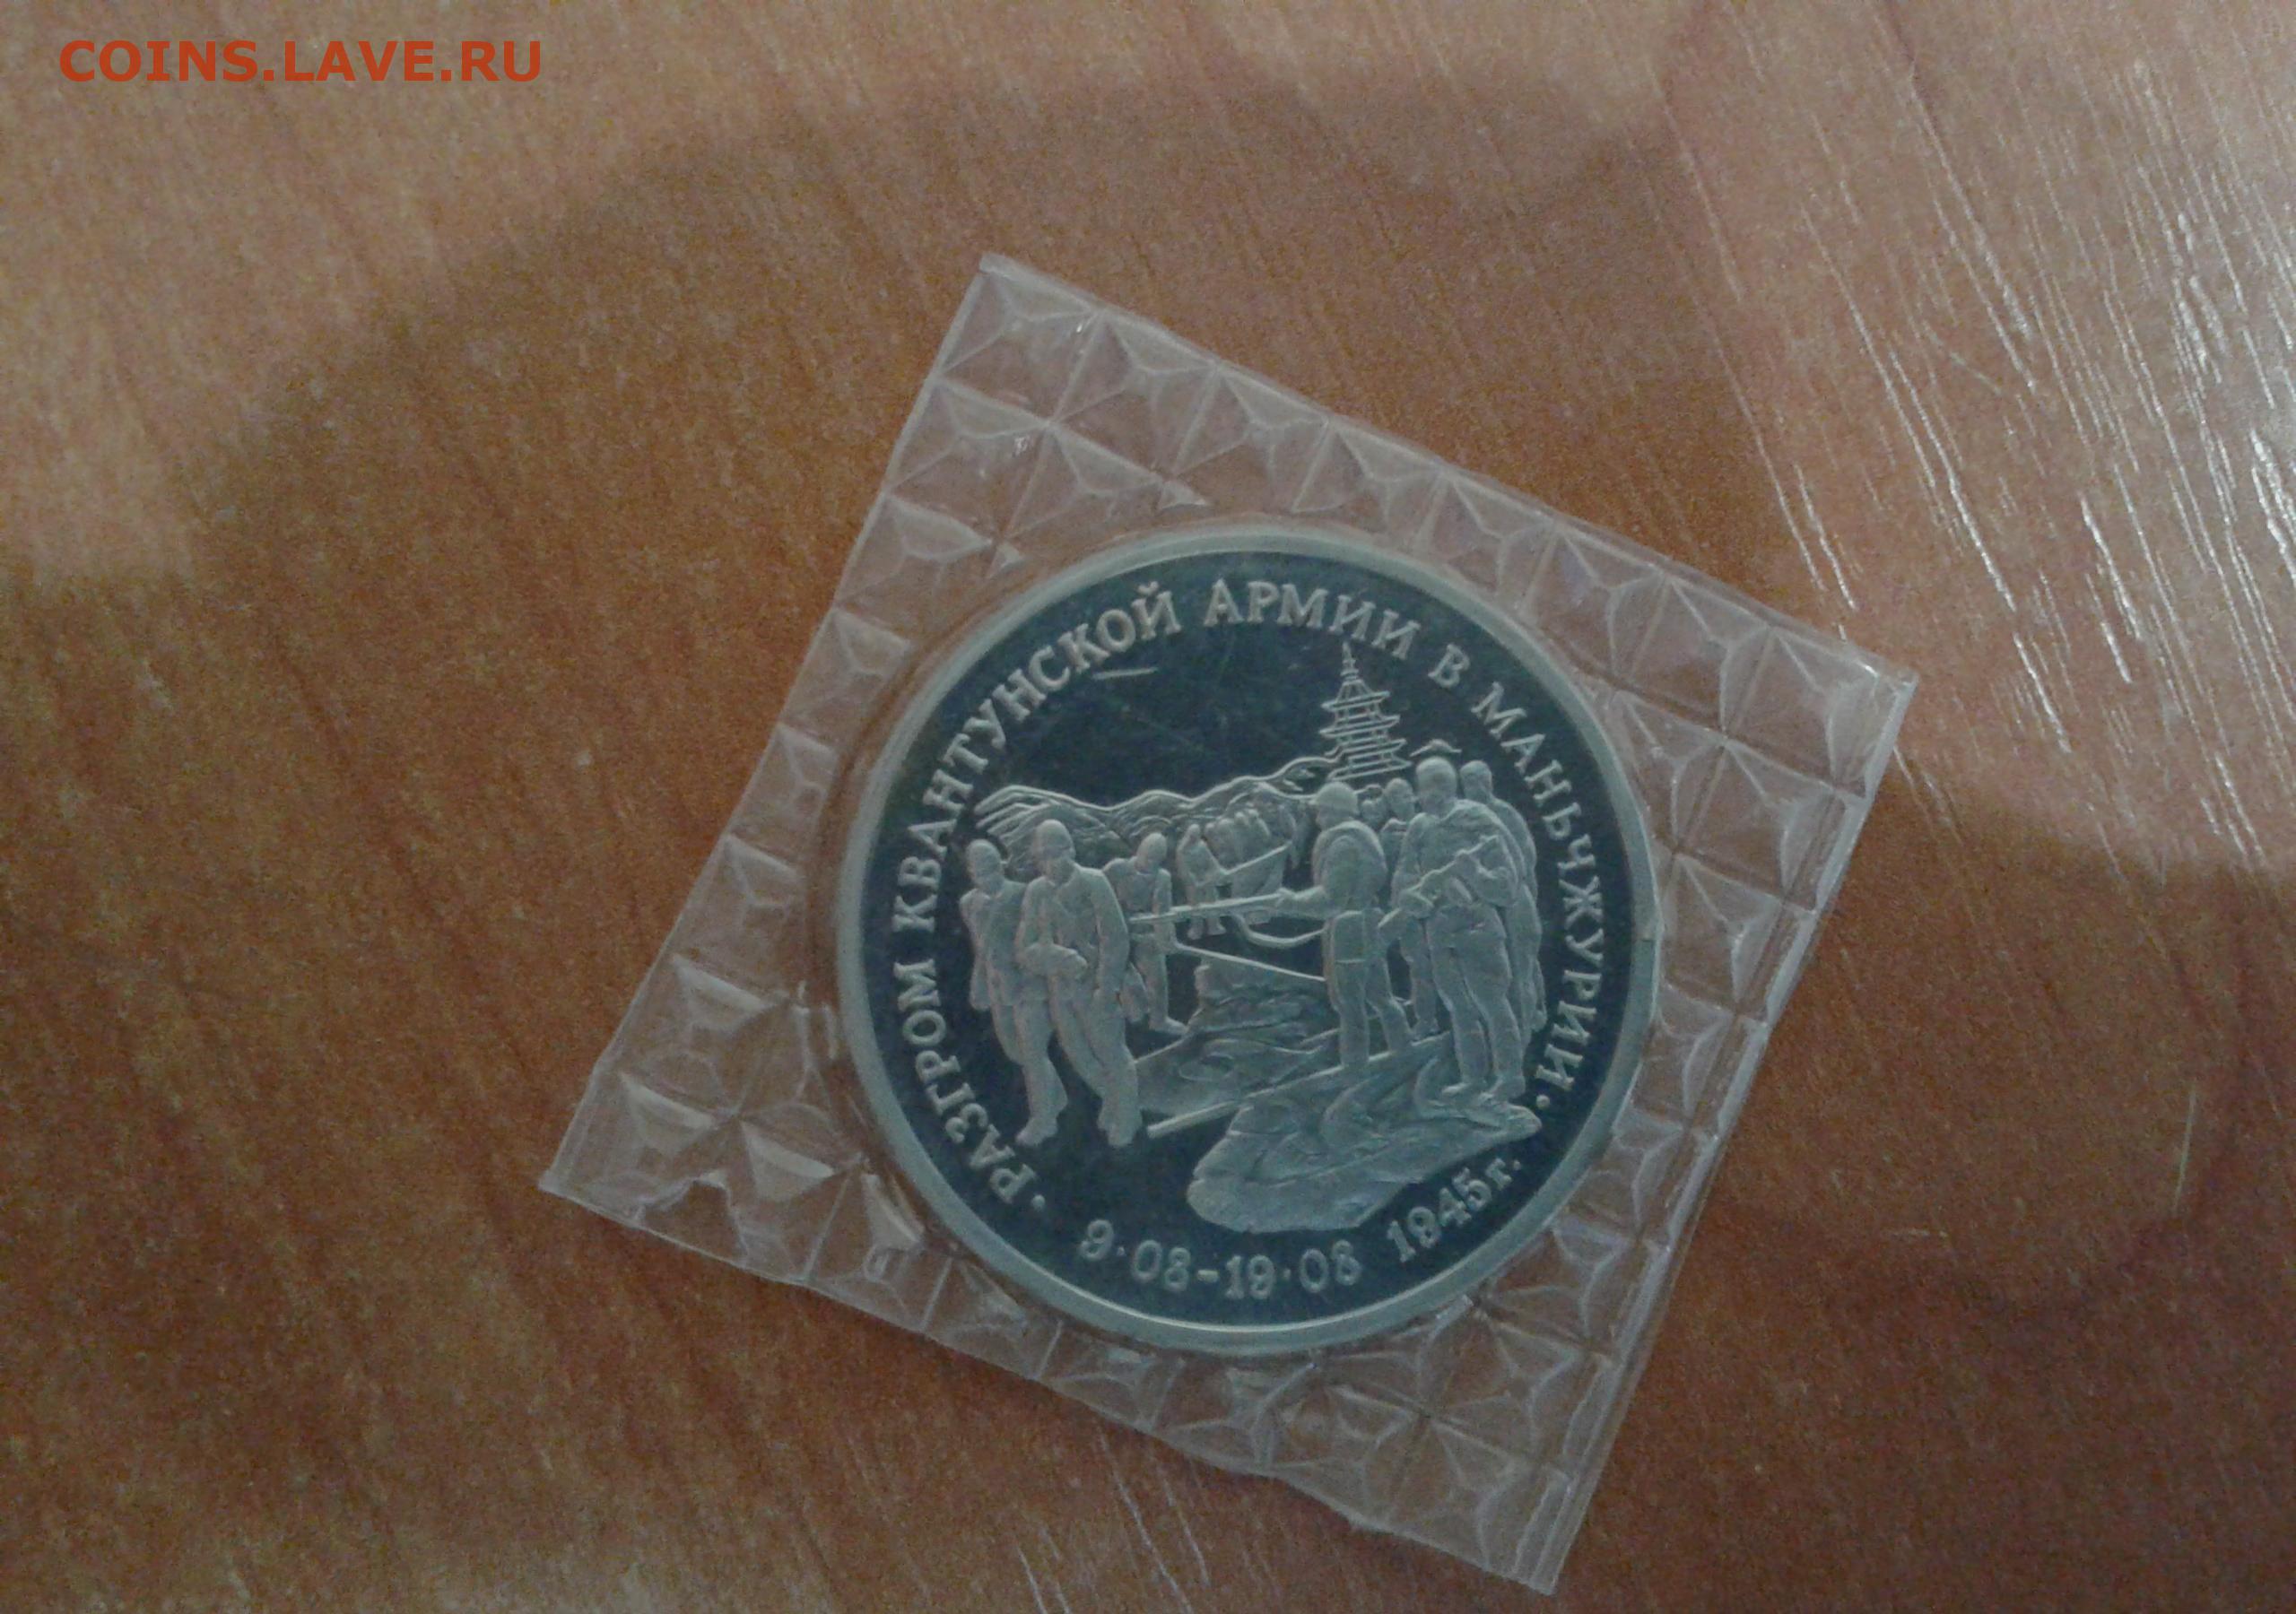 COINS.LAVE.RU
· РАЗГРОМ КВАНТУНСКОЙ АРМИИ В МАНЬЧЖУРИИ ·
9·08-19·08 1945г.